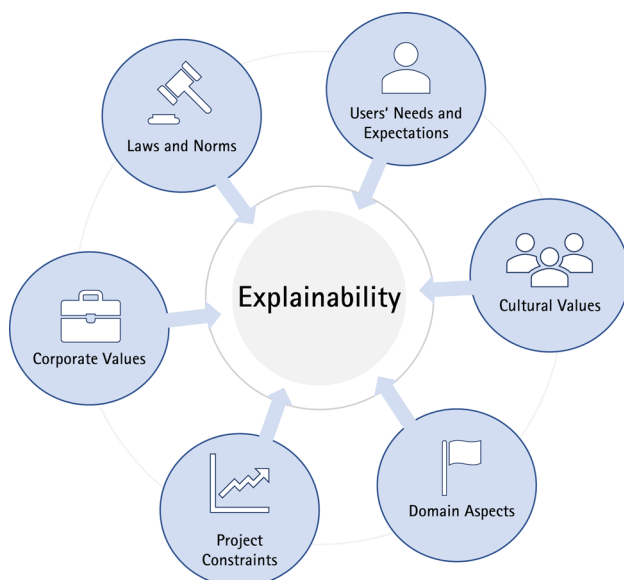 Users‘ Needs and
Expectations
Laws and Norms
Explainability
Cultural Values
Corporate Values
Domain Aspects
Project
Constraints